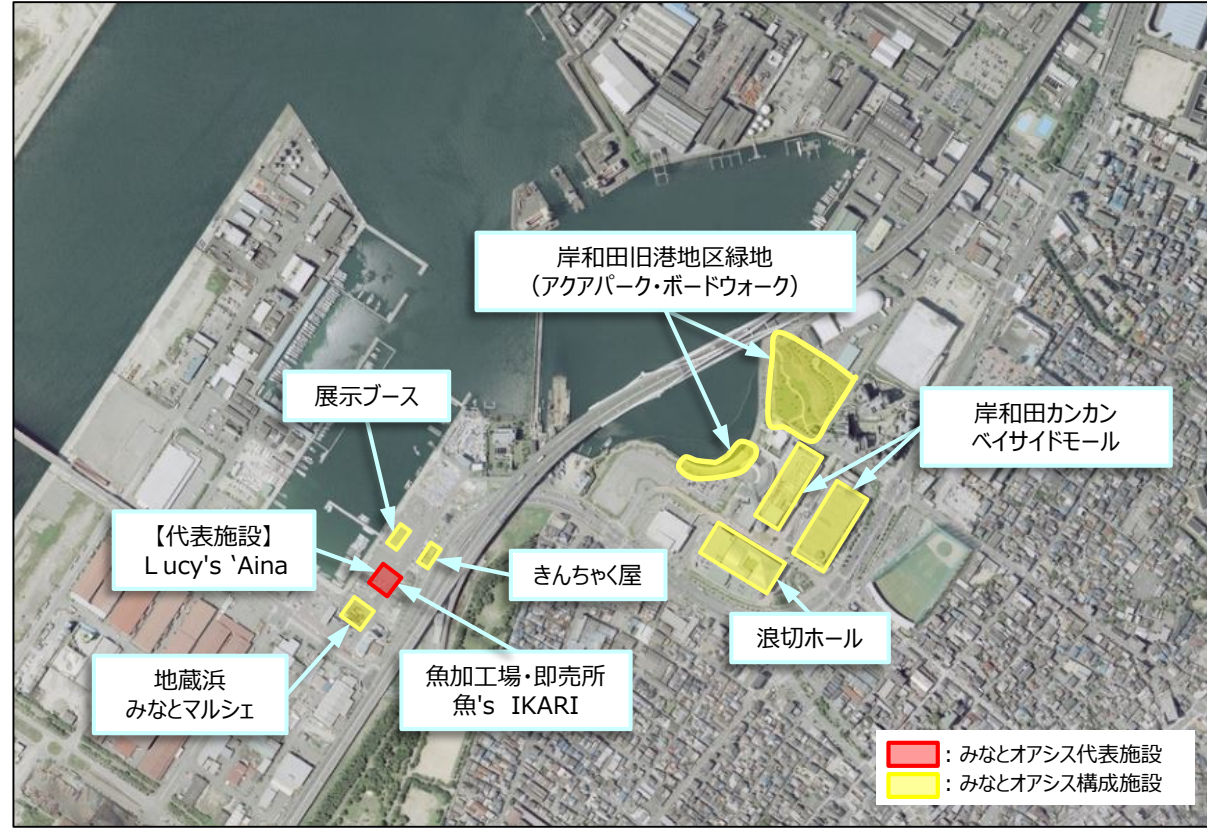 岸和田旧港地区緑地
(アクアパーク・ボードウォーク)
展示ブース
岸和田カンカン
ベイサイドモール
【代表施設】
Lucy's ‘Aina
きんちゃく屋
浪切ホール
地蔵浜
みなとマルシェ
魚加工場・即売所
魚's IKARI
：みなとオアシス代表施設
：みなとオアシス構成施設